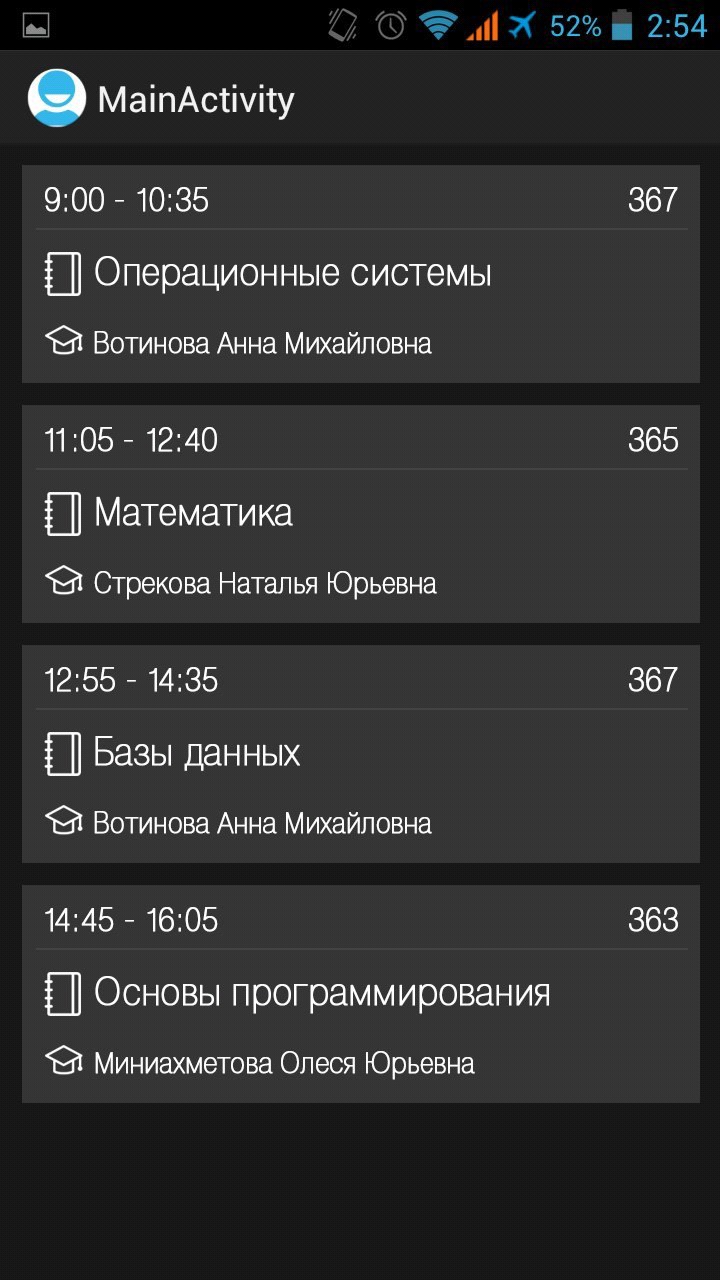 52% 2:54
MainActivity
9:00 - 10:35 367
Операционные системы
Вотинова Анна Михайловна
11:05 - 12:40 365
Математика
Стрекова Наталья Юрьевна
12:55 - 14:35 367
Базы данных
Вотинова Анна Михайловна
14:45 - 16:05 363
Основы программирования
Миниахметова Олеся Юрьевна